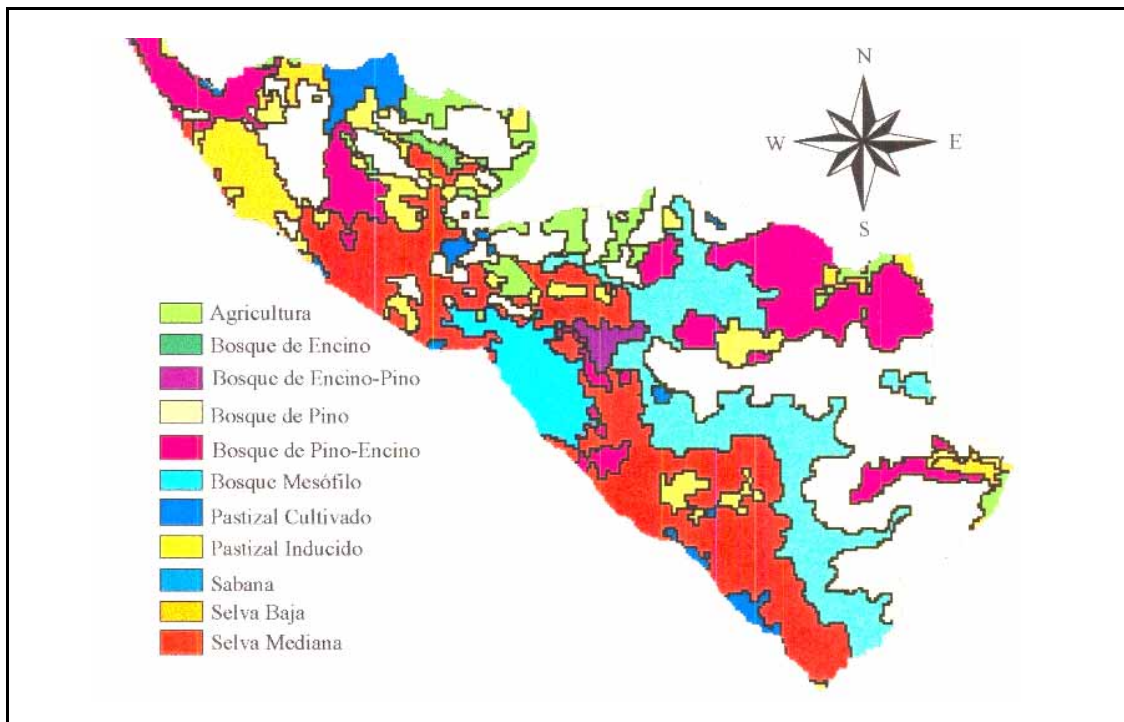 N
W
E
S
Agricultura
Bosque de Encino
Bosque de Encino-Pino
Bosque de Pino
Bosque de Pino-Encino
Bosque Mesófilo
Pastizal Cultivado
Pastizal Inducido
Sabana
Selva Baja
Selva Mediana